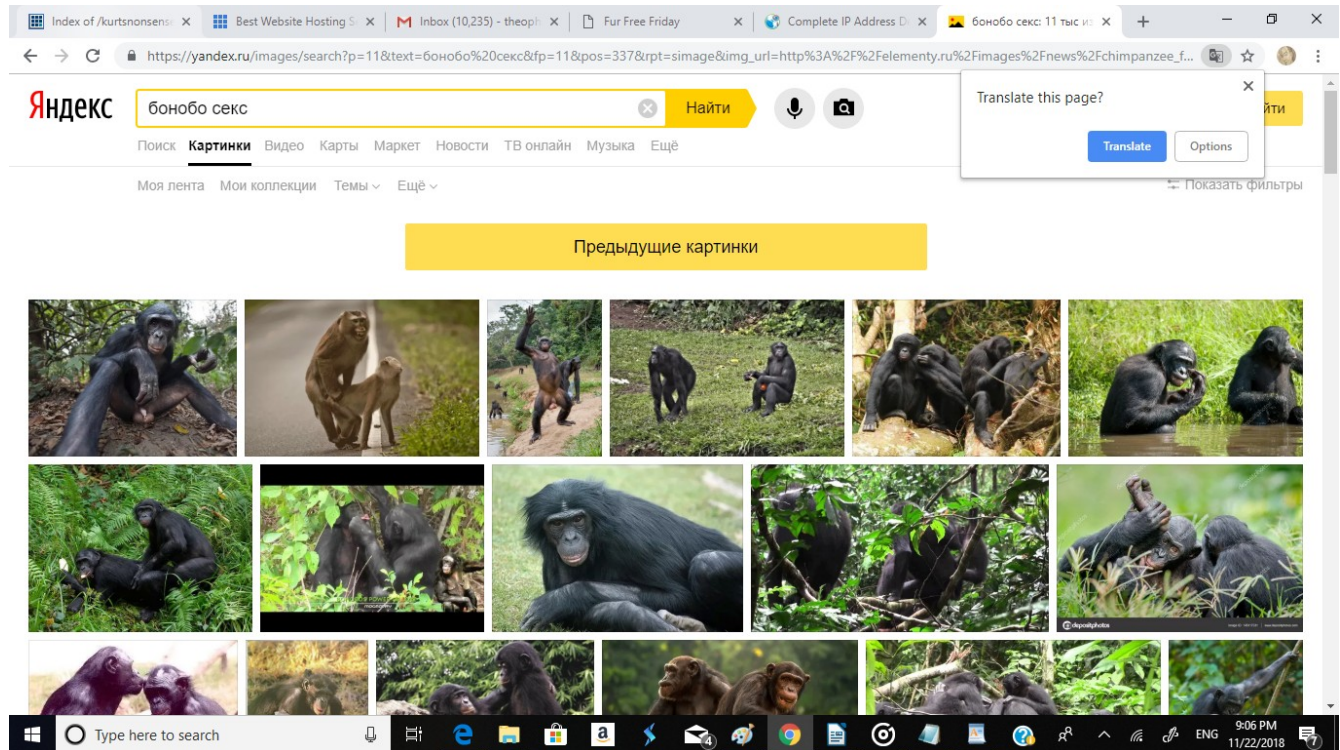 Index of /kurtsnonsens
Best Website Hosting S
Inbox (10,235) - theoph
Fur Free Friday
Complete IP Address D
бонобо секс: 11 тыс из
https://yandex.ru/images/search?p=11&text=бонобо%20секс&fp=11&pos=337&rpt=simage&img_url=http%3A%2F%2Felementy.ru%2Fimages%2Fnews%2Fchimpanzee_f...
Translate this page?
Translate Options
Яндекс бонобо секс Найти йти
Поиск Картинки Видео Карты Маркет Новости ТВ онлайн Музыка Ещё
Моя лента Мои коллекции Темы Ещё Показать фильтры
Предыдущие картинки
depositphotos
Type here to search
a
4
ENG
9:06 PM
11/22/2018
7